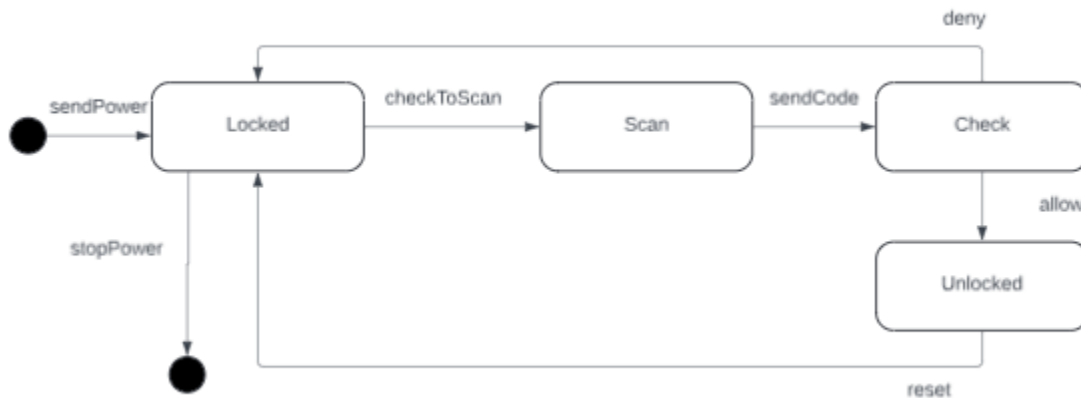 deny
sendPower
checkToScan
sendCode
Locked
Scan
Check
allow
stopPower
Unlocked
reset